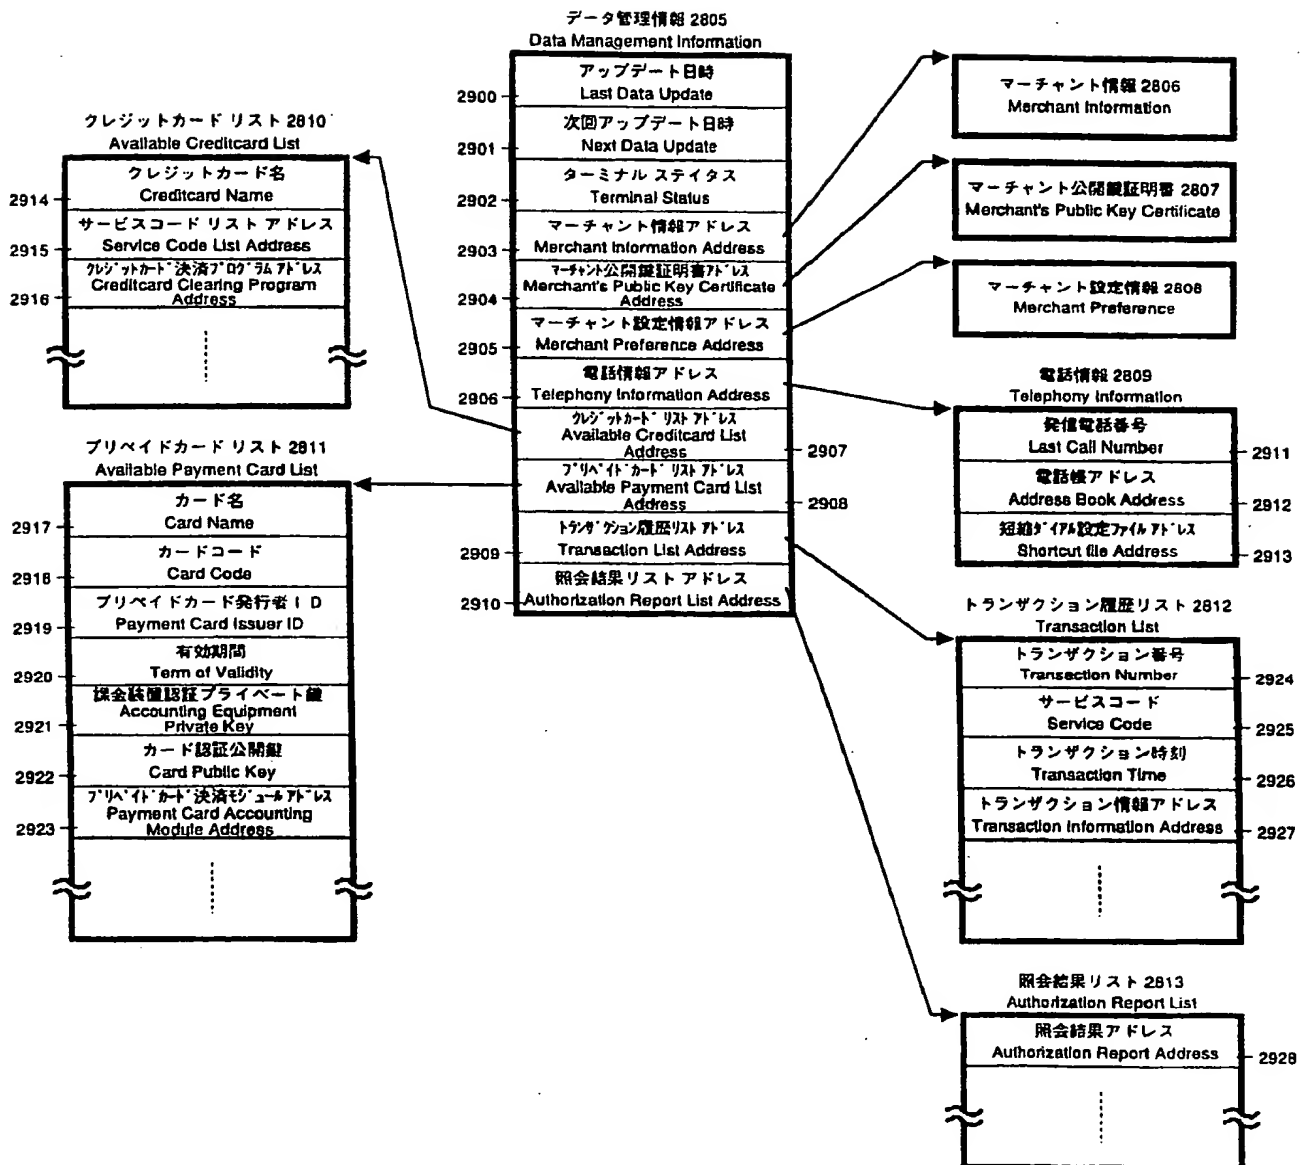 データ管理情報 2805
Data Management Information
アップデート日時
Last Data Update
2900
次回アップデート日時
Next Data Update
2901
ターミナル ステイタス
Terminal Status
2902
マーチャント情報アドレス
Merchant Information Address
2903
マーチャント公開鍵証明書アドレス
Merchant's Public Key Certificate
Address
2904
マーチャント設定情報アドレス
Merchant Preference Address
2905
電話情報アドレス
Telephony Information Address
2906
クレジットカード リスト アドレス
Available Creditcard List
Address
2907
プリペイドカード リスト アドレス
Available Payment Card List
Address
2908
トランザクション履歴リスト アドレス
Transaction List Address
2909
照会結果リスト アドレス
Authorization Report List Address
2910
クレジットカード リスト 2810
Available Creditcard List
クレジットカード名
Creditcard Name
2914
サービスコード リスト アドレス
Service Code List Address
2915
クレジットカード決済プログラム アドレス
Creditcard Clearing Program
Address
2916
プリペイドカード リスト 2811
Available Payment Card List
カード名
Card Name
2917
カードコード
Card Code
2918
プリペイドカード発行者 I D
Payment Card Issuer ID
2919
有効期間
Term of Validity
2920
課金装置認証プライベート鍵
Accounting Equipment
Private Key
2921
カード認証公開鍵
Card Public Key
2922
プリペイドカード決済モジュール アドレス
Payment Card Accounting
Module Address
2923
マーチャント情報 2806
Merchant Information
マーチャント公開鍵証明書 2807
Merchant's Public Key Certificate
マーチャント設定情報 2808
Merchant Preference
電話情報 2809
Telephony Information
発信電話番号
Last Call Number
2911
電話帳アドレス
Address Book Address
2912
短縮ダイアル設定ファイル アドレス
Shortcut file Address
2913
トランザクション履歴リスト 2812
Transaction List
トランザクション番号
Transaction Number
2924
サービスコード
Service Code
2925
トランザクション時刻
Transaction Time
2926
トランザクション情報アドレス
Transaction Information Address
2927
照会結果リスト 2813
Authorization Report List
照会結果アドレス
Authorization Report Address
2928